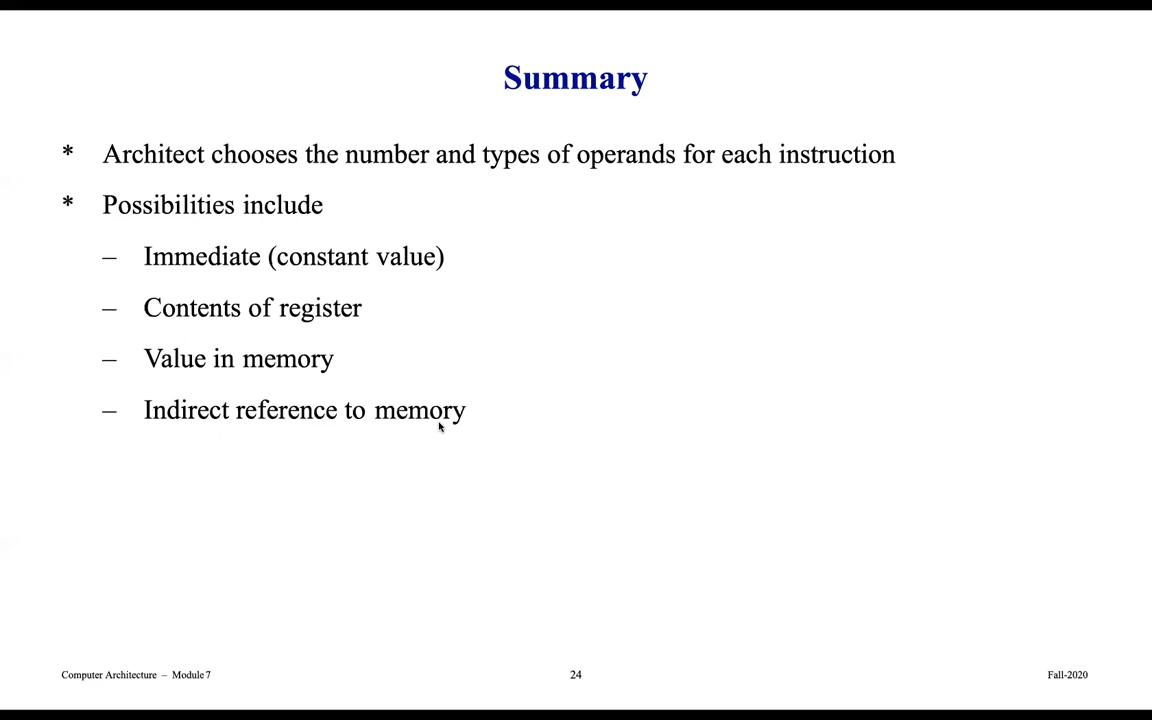 Summary
* Architect chooses the number and types of operands for each instruction
* Possibilities include
– Immediate (constant value)
– Contents of register
– Value in memory
– Indirect reference to memory
Computer Architecture – Module 7 24 Fall-2020